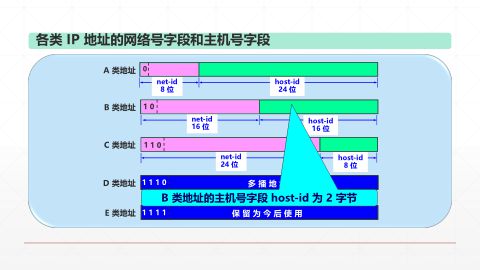 各类 IP 地址的网络号字段和主机号字段
A 类地址 0
net-id host-id
8 位 24 位
B 类地址 1 0
net-id host-id
16 位 16 位
C 类地址 1 1 0
net-id host-id
24 位 8 位
D 类地址 1 1 1 0 多 播 地
B 类地址的主机号字段 host-id 为 2 字节
E 类地址 1 1 1 1 保 留 为 今 后 使 用